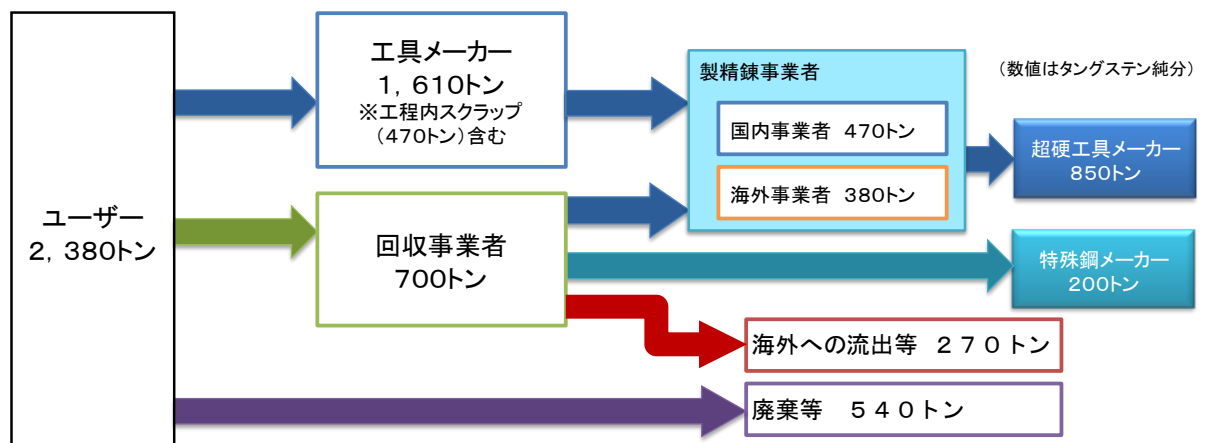 ユーザー
2,380トン
工具メーカー
1,610トン
※工程内スクラップ
(470トン)含む
回収事業者
700トン
製精錬事業者
国内事業者 470トン
海外事業者 380トン
(数値はタングステン純分)
超硬工具メーカー
850トン
特殊鋼メーカー
200トン
海外への流出等 270トン
廃棄等 540トン